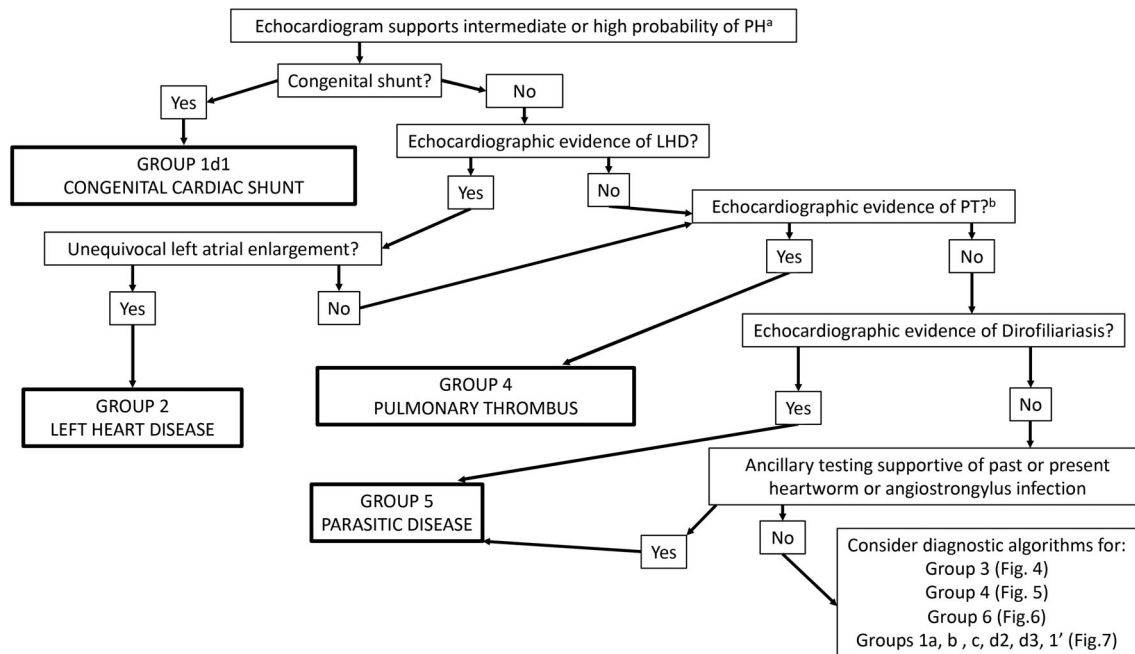 Echocardiogram supports intermediate or high probability of PHᵃ
Congenital shunt?
Yes
No
GROUP 1d1
CONGENITAL CARDIAC SHUNT
Echocardiographic evidence of LHD?
Yes
No
Echocardiographic evidence of PT?ᵇ
Unequivocal left atrial enlargement?
Yes
No
Yes
No
Echocardiographic evidence of Dirofiliariasis?
GROUP 2
LEFT HEART DISEASE
GROUP 4
PULMONARY THROMBUS
Yes
No
Ancillary testing supportive of past or present
heartworm or angiostrongylus infection
GROUP 5
PARASITIC DISEASE
Yes
No
Consider diagnostic algorithms for:
Group 3 (Fig. 4)
Group 4 (Fig. 5)
Group 6 (Fig.6)
Groups 1a, b , c, d2, d3, 1’ (Fig.7)